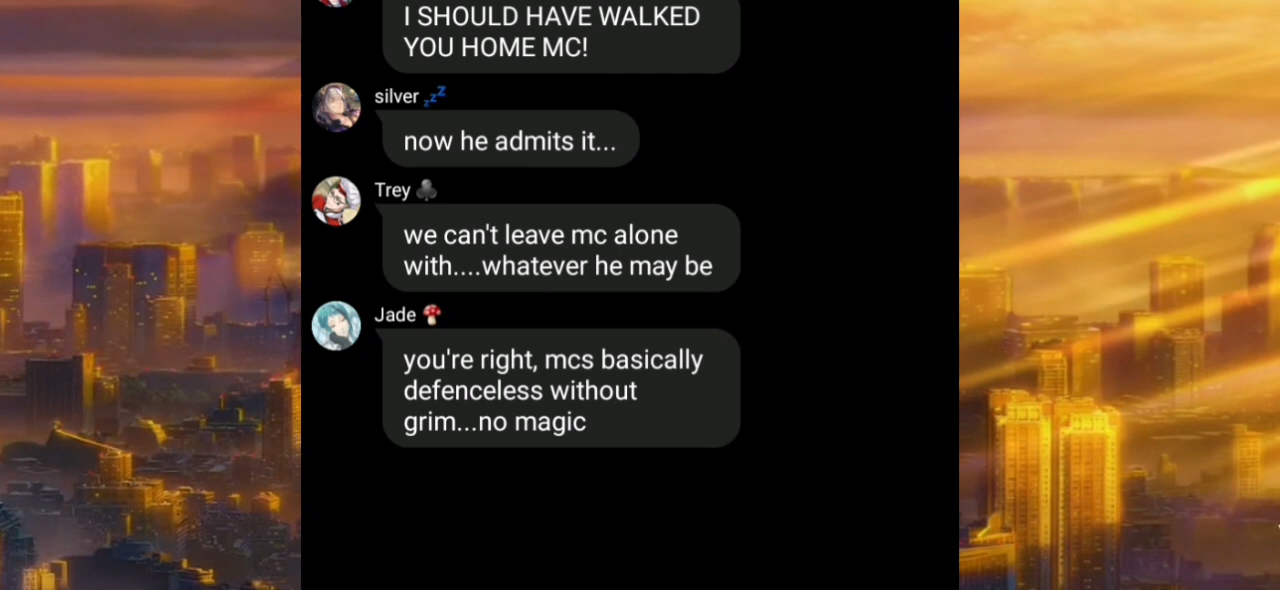 I SHOULD HAVE WALKED
YOU HOME MC!
silver 💤
now he admits it...
Trey ♣️
we can't leave mc alone
with....whatever he may be
Jade 🍄
you're right, mcs basically
defenceless without
grim...no magic